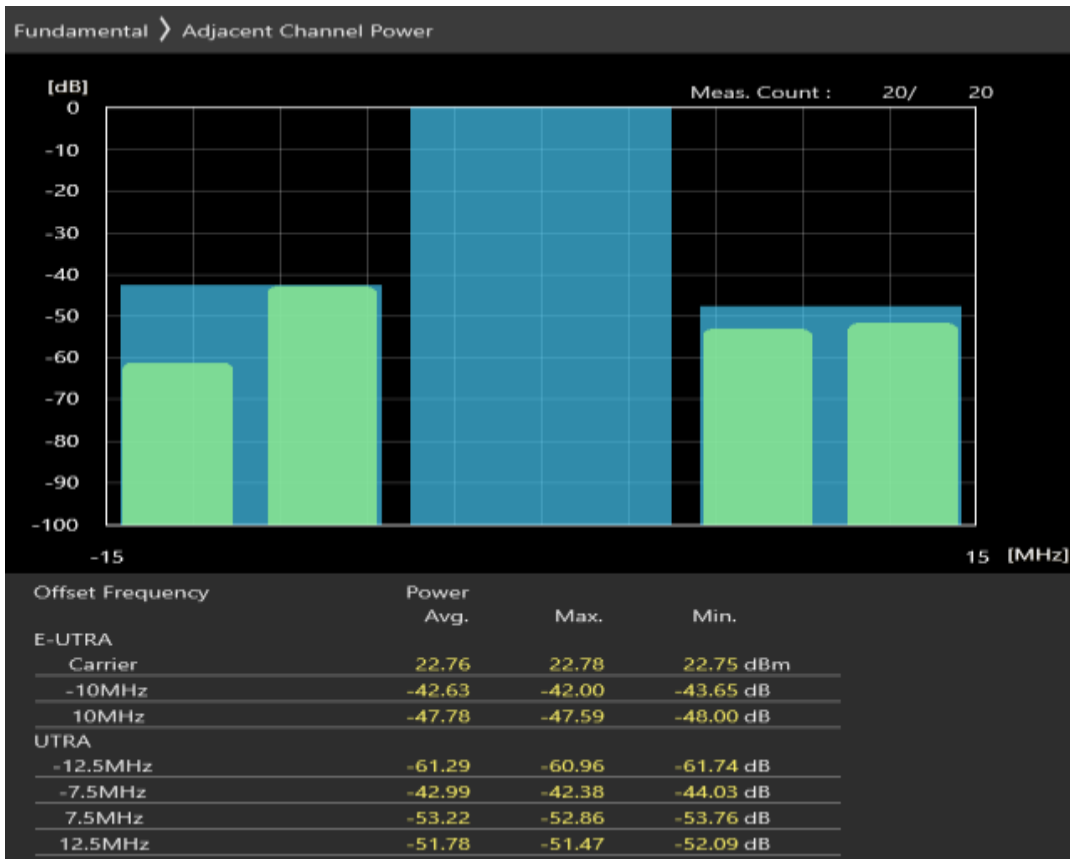 Fundamental ❯ Adjacent Channel Power
[dB]
Meas. Count : 20/ 20
0
-10
-20
-30
-40
-50
-60
-70
-80
-90
-100
-15 15 [MHz]
Offset Frequency Power
Avg. Max. Min.
E-UTRA
Carrier 22.76 22.78 22.75 dBm
-10MHz -42.63 -42.00 -43.65 dB
10MHz -47.78 -47.59 -48.00 dB
UTRA
-12.5MHz -61.29 -60.96 -61.74 dB
-7.5MHz -42.99 -42.38 -44.03 dB
7.5MHz -53.22 -52.86 -53.76 dB
12.5MHz -51.78 -51.47 -52.09 dB